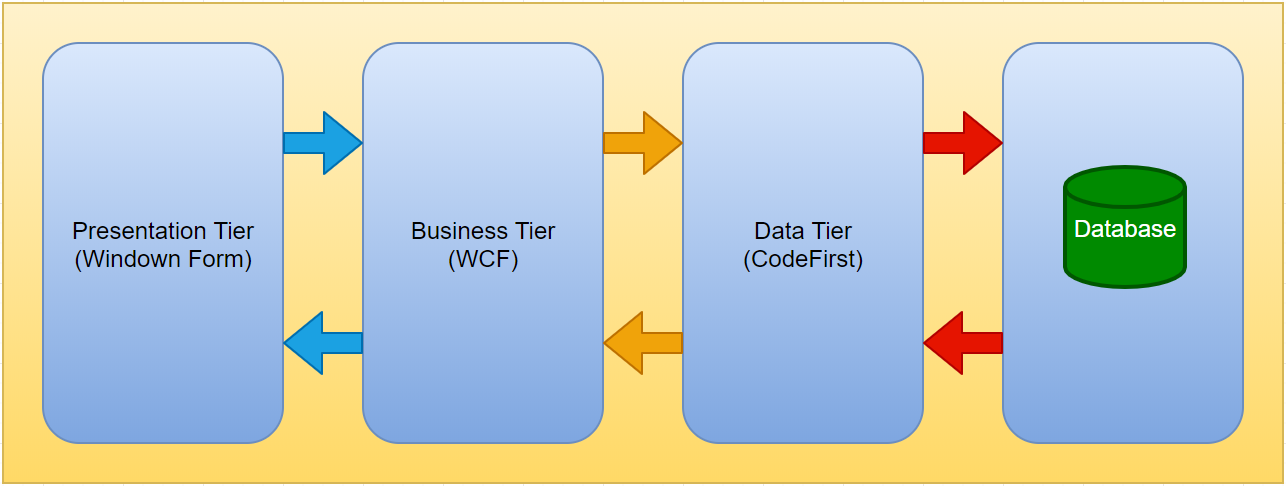 Presentation Tier
(Windown Form)
Business Tier
(WCF)
Data Tier
(CodeFirst)
Database